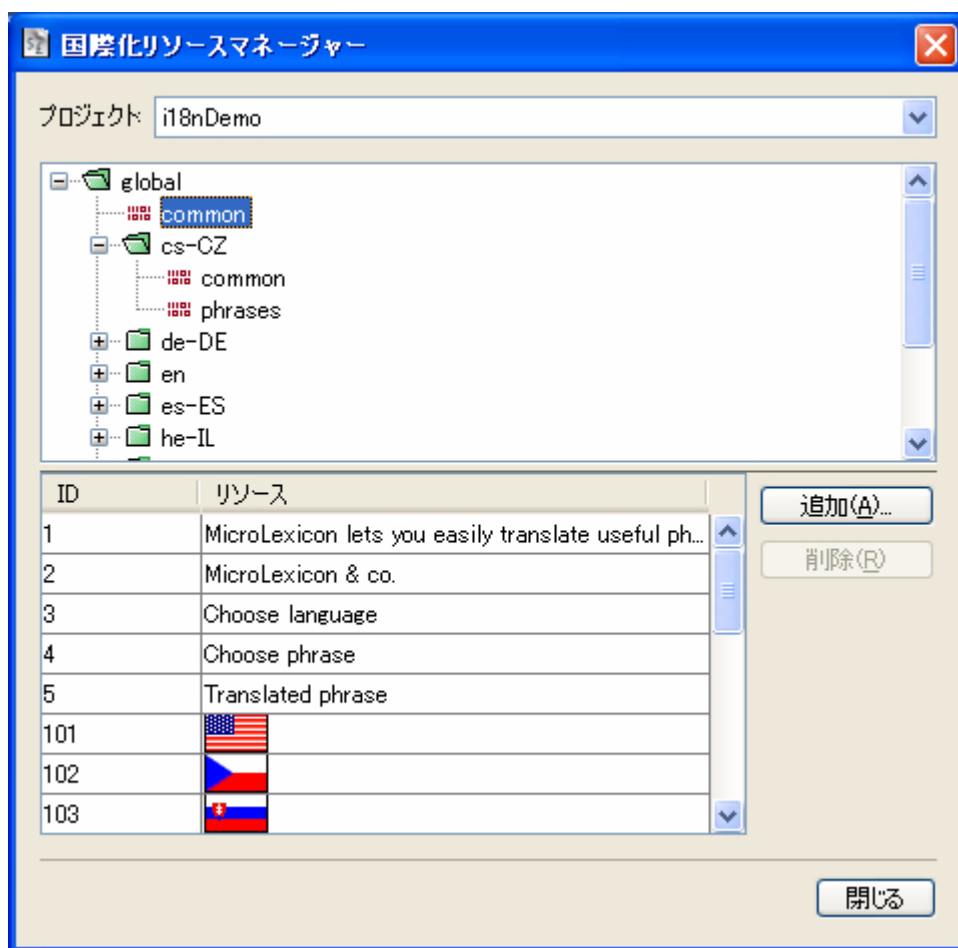 国際化リソースマネージャー
プロジェクト i18nDemo
global
common
cs-CZ
common
phrases
de-DE
en
es-ES
he-IL
ID リソース
追加(A)...
1 MicroLexicon lets you easily translate useful ph...
削除(R)
2 MicroLexicon & co.
3 Choose language
4 Choose phrase
5 Translated phrase
101
102
103
閉じる